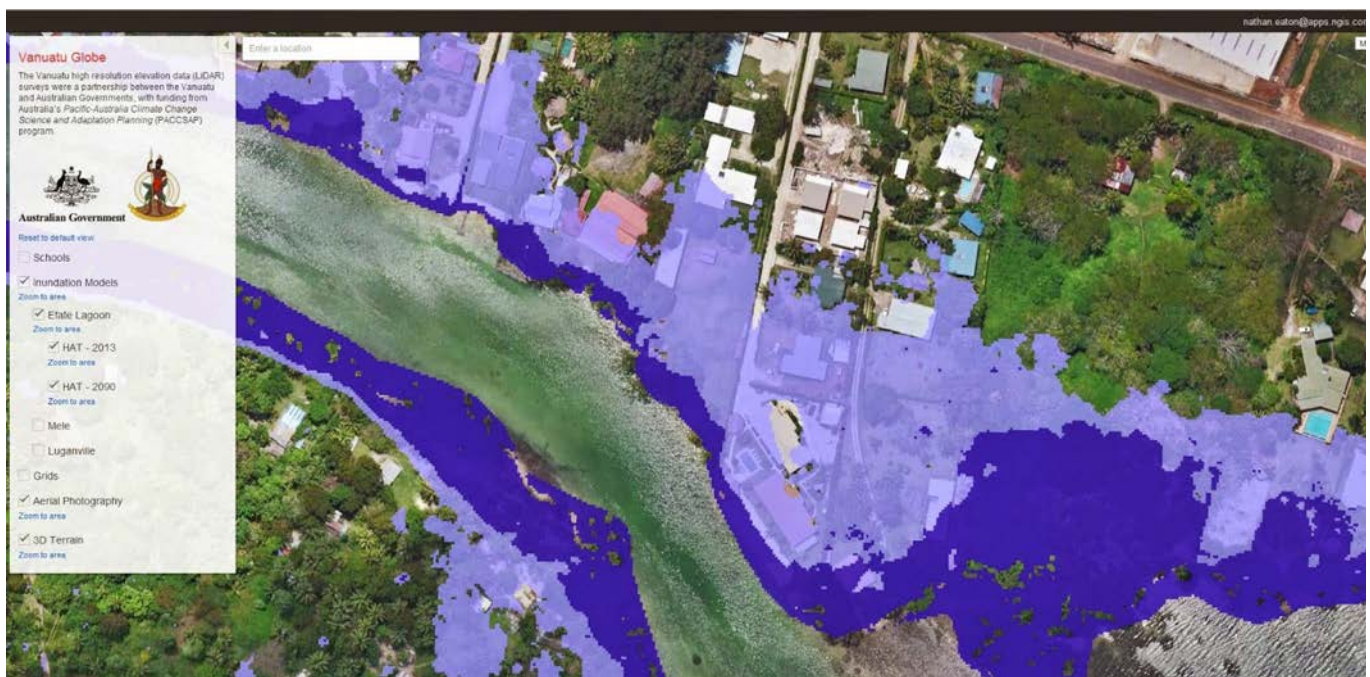 nathan.eaton@apps.ngis.co
Vanuatu Globe
Enter a location
The Vanuatu high resolution elevation data (LiDAR)
surveys were a partnership between the Vanuatu
and Australian Governments, with funding from
Australia's Pacific-Australia Climate Change
Science and Adaptation Planning (PACCSAP)
program.
Australian Government
Reset to default view
Schools
Inundation Models
Zoom to area
Efate Lagoon
Zoom to area
HAT - 2013
Zoom to area
HAT - 2090
Zoom to area
Mele
Luganville
Grids
Aerial Photography
Zoom to area
3D Terrain
Zoom to area